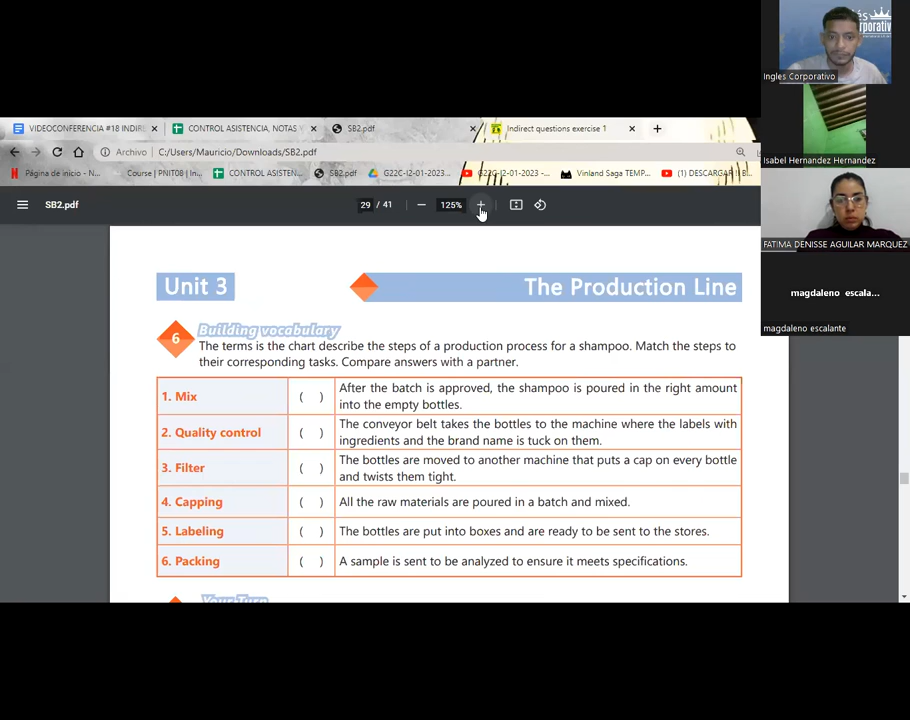 VIDEOCONFERENCIA #18 INDIRE
CONTROL ASISTENCIA, NOTAS
SB2.pdf
Indirect questions exercise 1
Archivo
C:/Users/Mauricio/Downloads/SB2.pdf
Página de inicio - N...
Course | PNIT08 | In...
CONTROL ASISTEN...
SB2.pdf
G22C-I2-01-2023...
G22C-I2-01-2023 -...
Vinland Saga TEMP...
(1) DESCARGAR !! B...
SB2.pdf
29 / 41
125%
Unit 3
The Production Line
6
Building vocabulary
The terms is the chart describe the steps of a production process for a shampoo. Match the steps to
their corresponding tasks. Compare answers with a partner.
1. Mix
( )
After the batch is approved, the shampoo is poured in the right amount
into the empty bottles.
2. Quality control
( )
The conveyor belt takes the bottles to the machine where the labels with
ingredients and the brand name is tuck on them.
3. Filter
( )
The bottles are moved to another machine that puts a cap on every bottle
and twists them tight.
4. Capping
( )
All the raw materials are poured in a batch and mixed.
5. Labeling
( )
The bottles are put into boxes and are ready to be sent to the stores.
6. Packing
( )
A sample is sent to be analyzed to ensure it meets specifications.
Your Turn
Ingles Corporativo
Isabel Hernandez Hernandez
FATIMA DENISSE AGUILAR MARQUEZ
magdaleno escala...
magdaleno escalante